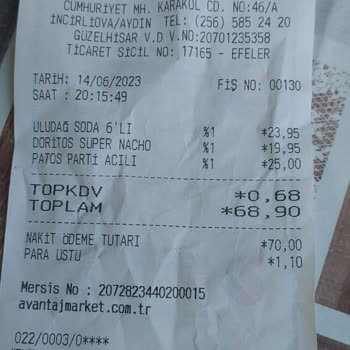 CUMHURİYET MH. KARAKOL CD. NO:46/A
İNCİRLİOVA/AYDIN TEL: (256) 585 24 20
GÜZELHİSAR V.D V.NO:20701235358
TİCARET SİCİL NO: 17165 - EFELER
TARİH: 14/06/2023 FİŞ NO: 00130
SAAT : 20:15:49
ULUDAĞ SODA 6'LI %1 *23,95
DORİTOS SÜPER NACHO %1 *19,95
PATOS PARTİ ACILI %1 *25,00
TOPKDV *0,68
TOPLAM *68,90
NAKİT ÖDEME TUTARI *70,00
PARA ÜSTÜ *1,10
Mersis No : 2072823440200015
avantajmarket.com.tr
022/0003/0****